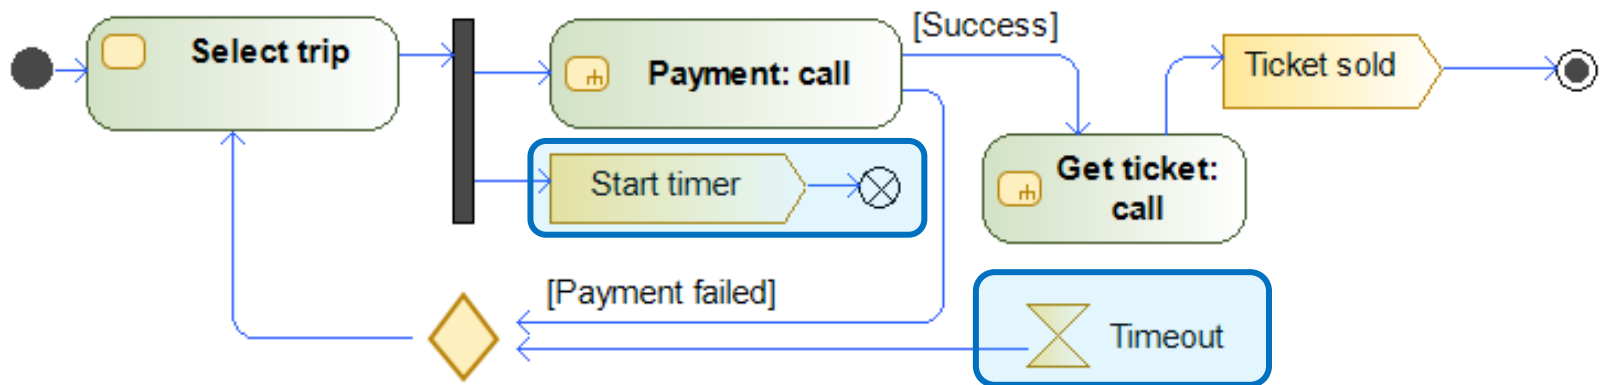 Select trip
Payment: call
[Success]
Ticket sold
Start timer
Get ticket:
call
[Payment failed]
Timeout